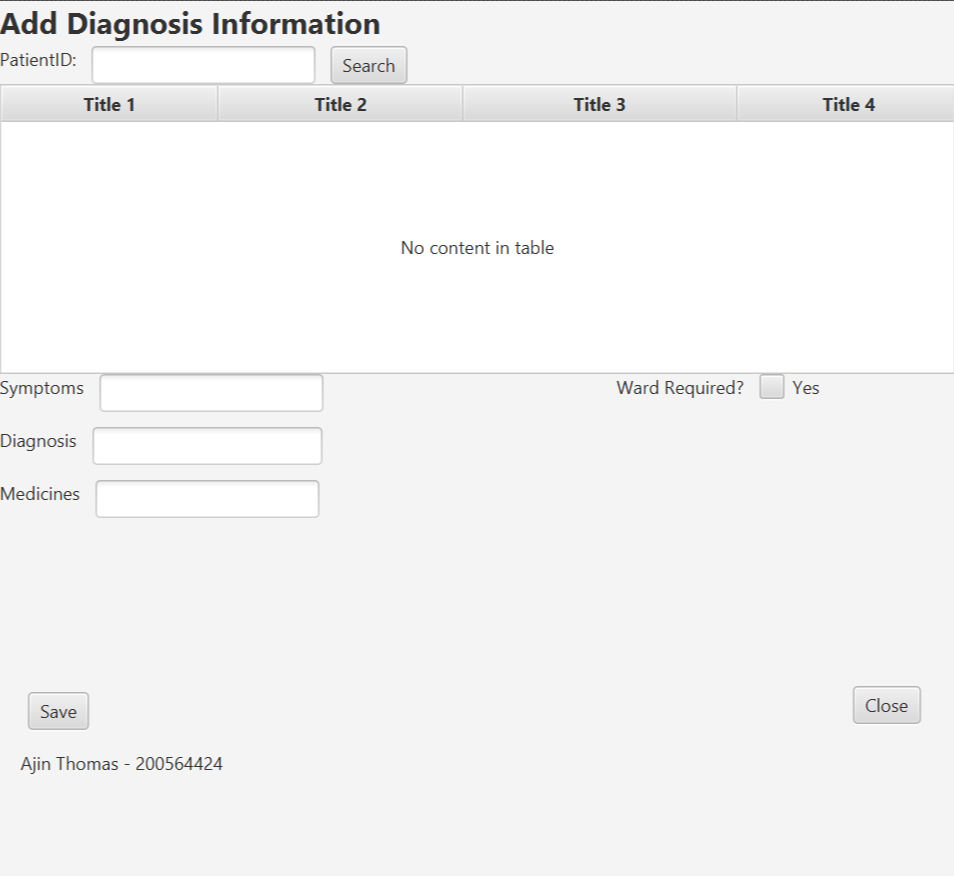 Add Diagnosis Information
PatientID: Search
Title 1 Title 2 Title 3 Title 4
No content in table
Symptoms Ward Required? Yes
Diagnosis
Medicines
Save Close
Ajin Thomas - 200564424